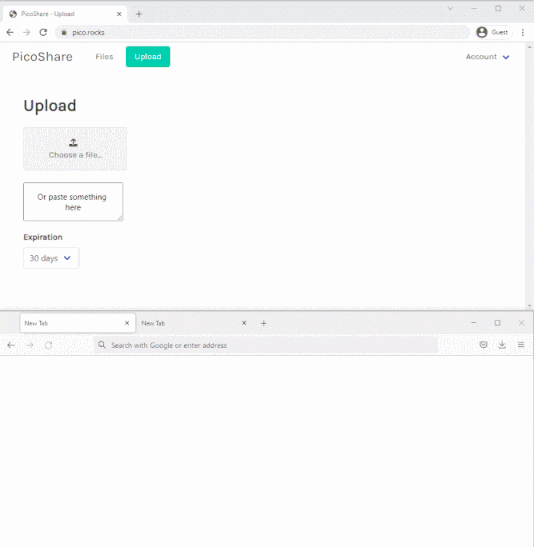 PicoShare - Upload
pico.rocks
Guest
PicoShare
Files
Upload
Account
Upload
Choose a file...
Or paste something
here
Expiration
30 days
New Tab
New Tab
Search with Google or enter address